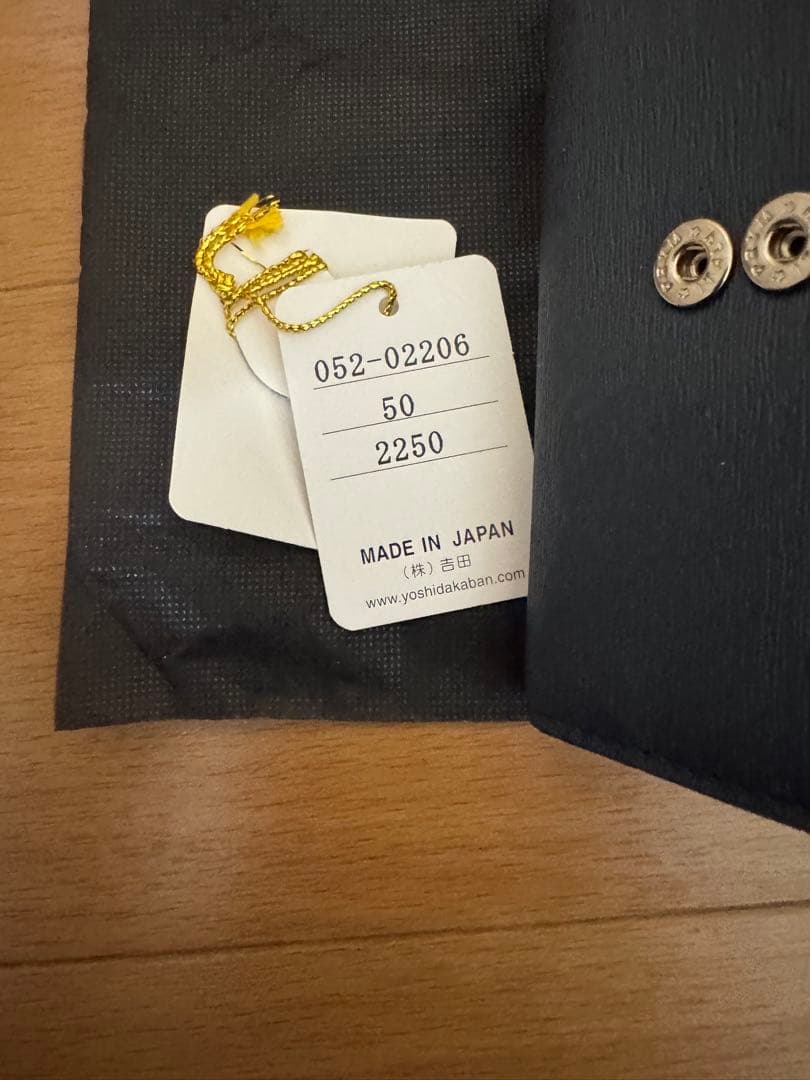 052-02206
50
2250
MADE IN JAPAN
（株）吉田
www.yoshidakaban.com